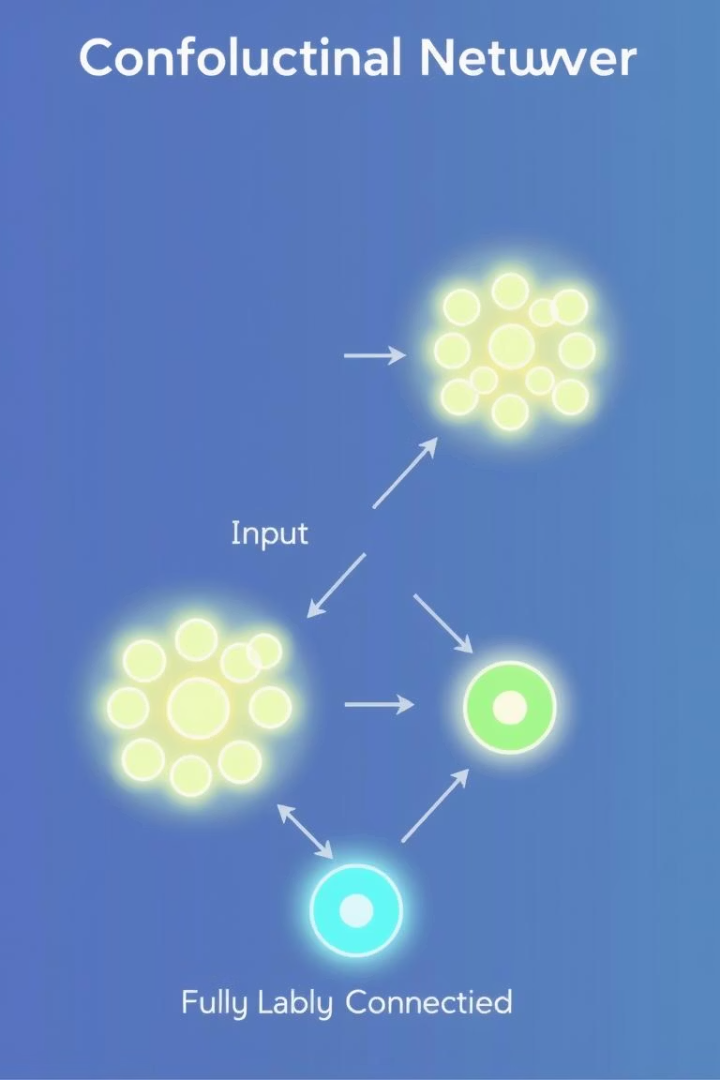 Confoluctinal Netuwver
Input
Fully Lably Connectied